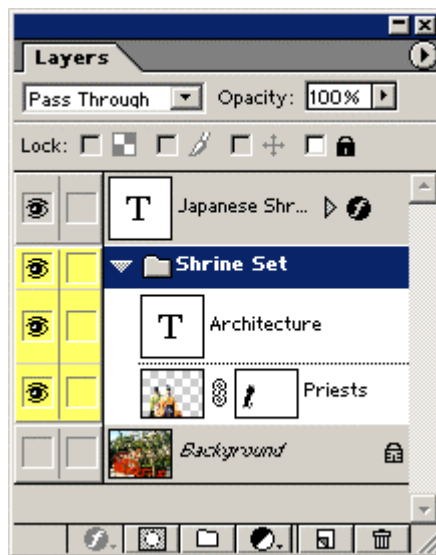 Layers
Pass Through Opacity: 100%
Lock:
T Japanese Shr...
Shrine Set
T Architecture
Priests
Background